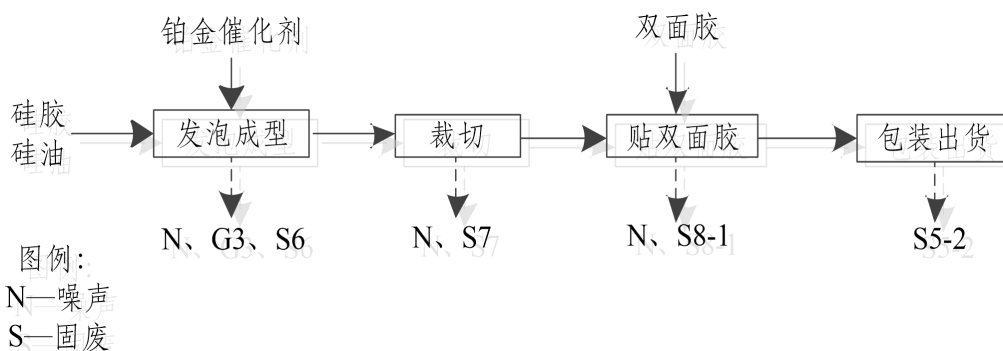 铂金催化剂
双面胶
硅胶
硅油
发泡成型
裁切
贴双面胶
包装出货
N、G3、S6
N、S7
N、S8-1
S5-2
图例:
N—噪声
S—固废